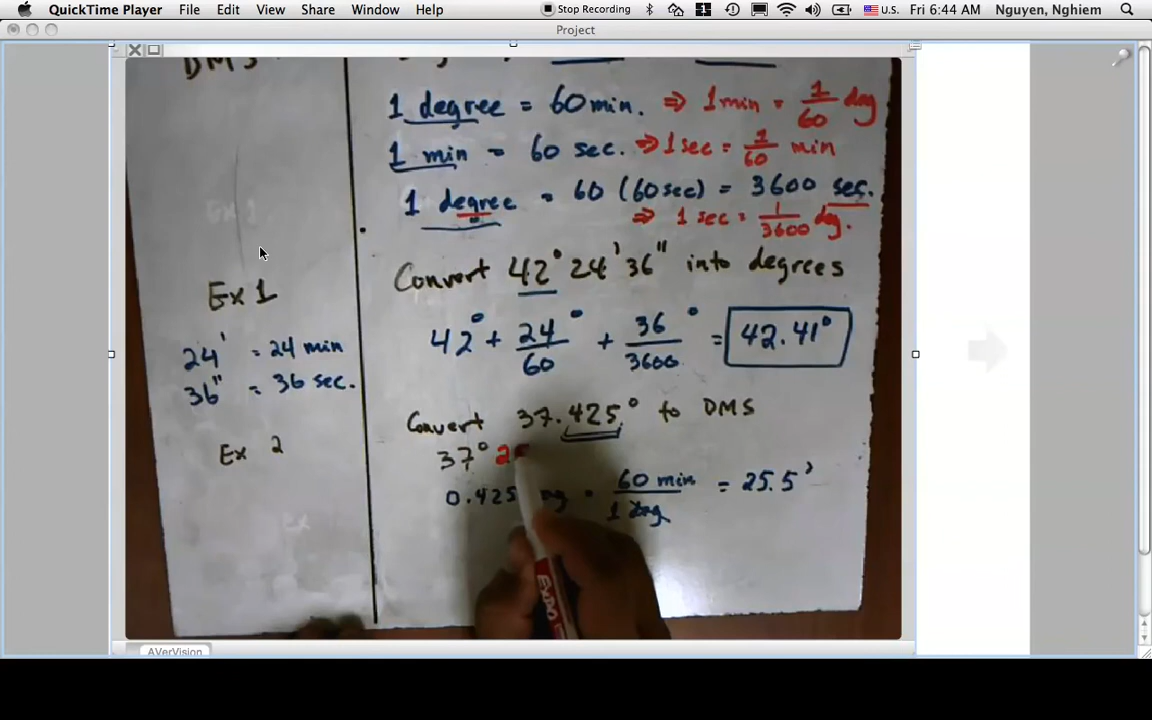 QuickTime Player File Edit View Share Window Help Stop Recording U.S. Fri 6:44 AM Nguyen, Nghiem
Project
DMS
1 degree = 60 min. ⇒ 1 min = 1/60 deg
1 min = 60 sec. ⇒ 1 sec = 1/60 min
1 degree = 60 (60 sec) = 3600 sec.
⇒ 1 sec = 1/3600 deg.
Convert 42° 24' 36" into degrees
Ex 1
42° + 24/60° + 36/3600° = 42.41°
24' = 24 min
36" = 36 sec.
Convert 37.425° to DMS
Ex 2
37° 2
0.425 · 60 min / 1 deg = 25.5'
AVerVision